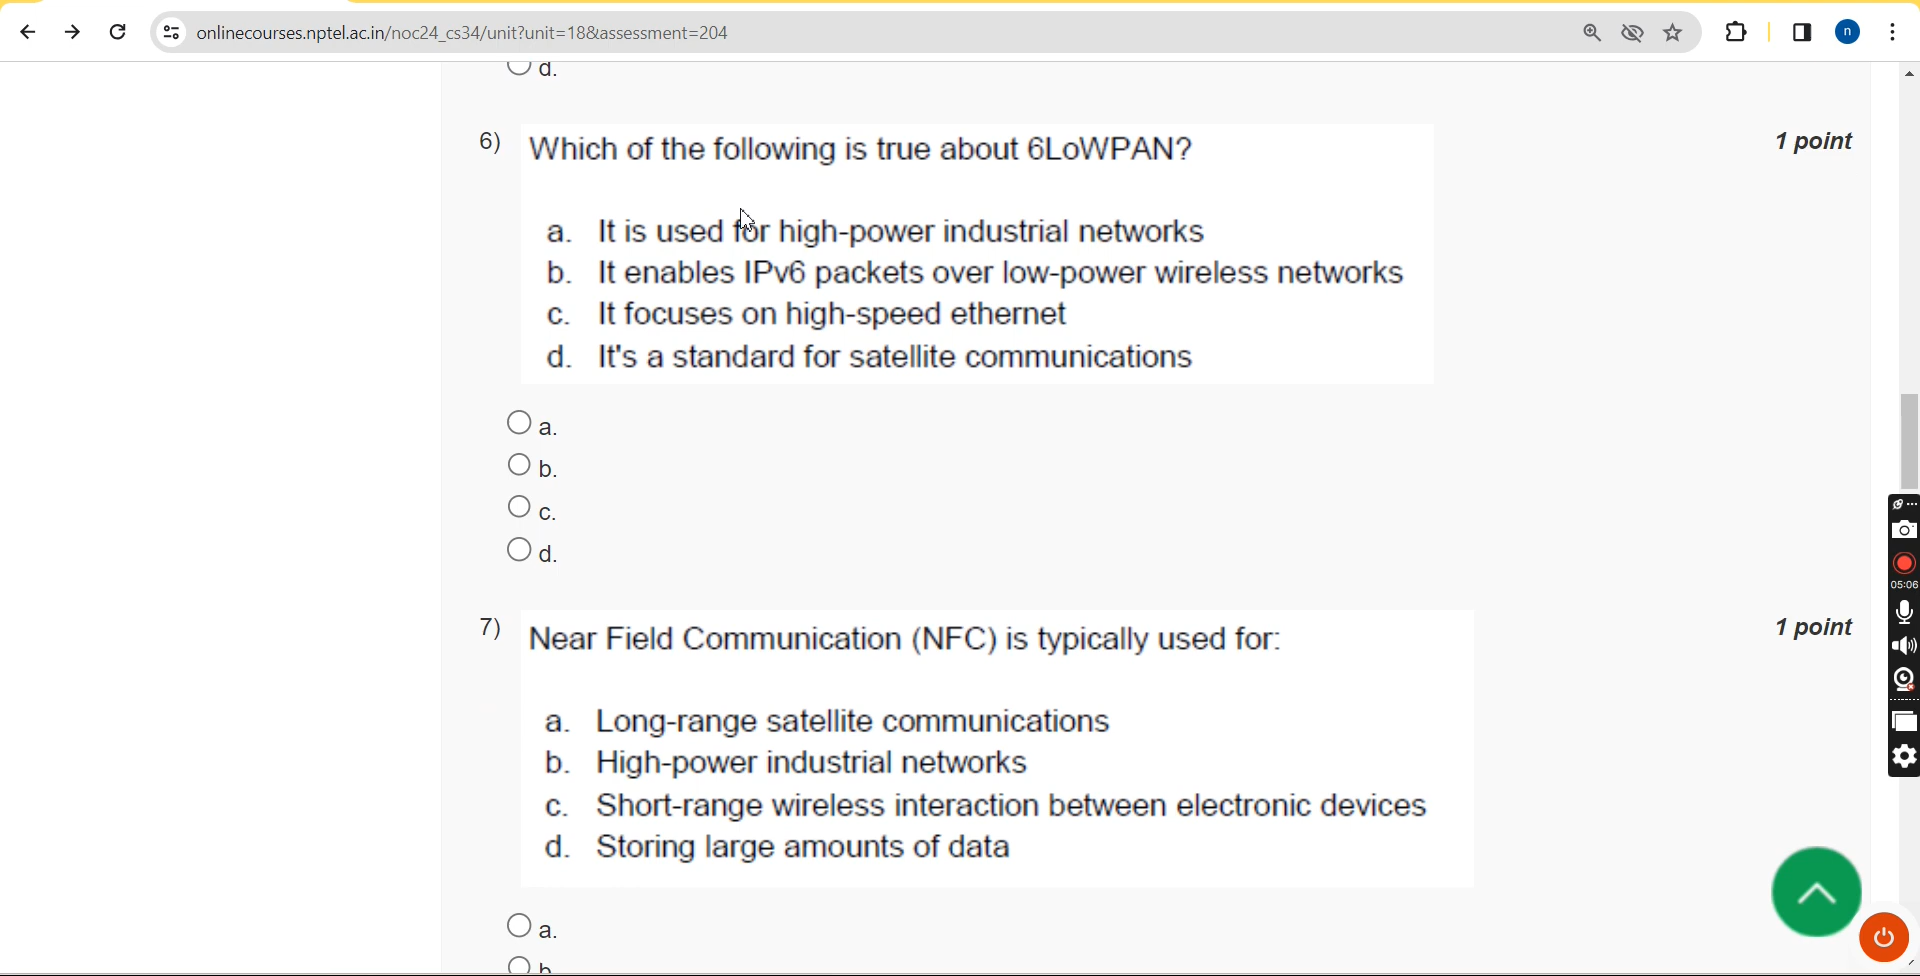 onlinecourses.nptel.ac.in/noc24_cs34/unit?unit=18&assessment=204
n
d.
6) Which of the following is true about 6LoWPAN? 1 point
a. It is used for high-power industrial networks
b. It enables IPv6 packets over low-power wireless networks
c. It focuses on high-speed ethernet
d. It's a standard for satellite communications
a.
b.
c.
d.
05:06
7) Near Field Communication (NFC) is typically used for: 1 point
a. Long-range satellite communications
b. High-power industrial networks
c. Short-range wireless interaction between electronic devices
d. Storing large amounts of data
a.
b